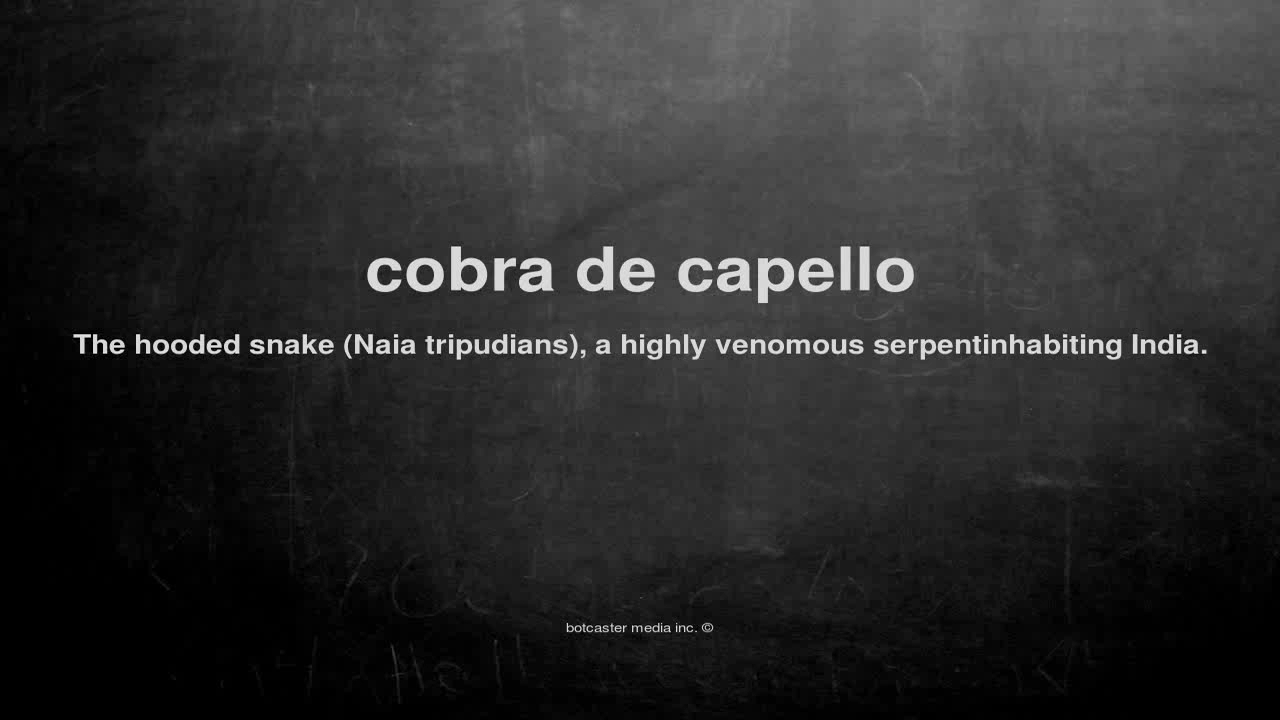 cobra de capello
The hooded snake (Naia tripudians), a highly venomous serpentinhabiting India.
botcaster media inc. ©